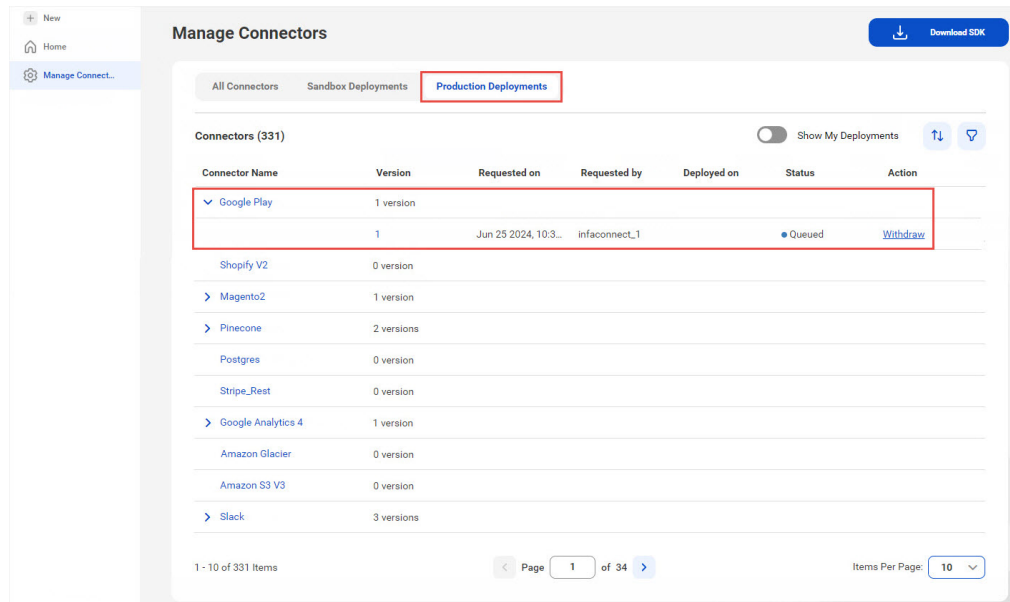 New
Home
Manage Connect...
Manage Connectors
Download SDK
All Connectors Sandbox Deployments Production Deployments
Connectors (331) Show My Deployments
Connector Name Version Requested on Requested by Deployed on Status Action
Google Play 1 version
1 Jun 25 2024, 10:3... infaconnect_1 Queued Withdraw
Shopify V2 0 version
Magento2 1 version
Pinecone 2 versions
Postgres 0 version
Stripe_Rest 0 version
Google Analytics 4 1 version
Amazon Glacier 0 version
Amazon S3 V3 0 version
Slack 3 versions
1 - 10 of 331 Items Page 1 of 34 Items Per Page: 10